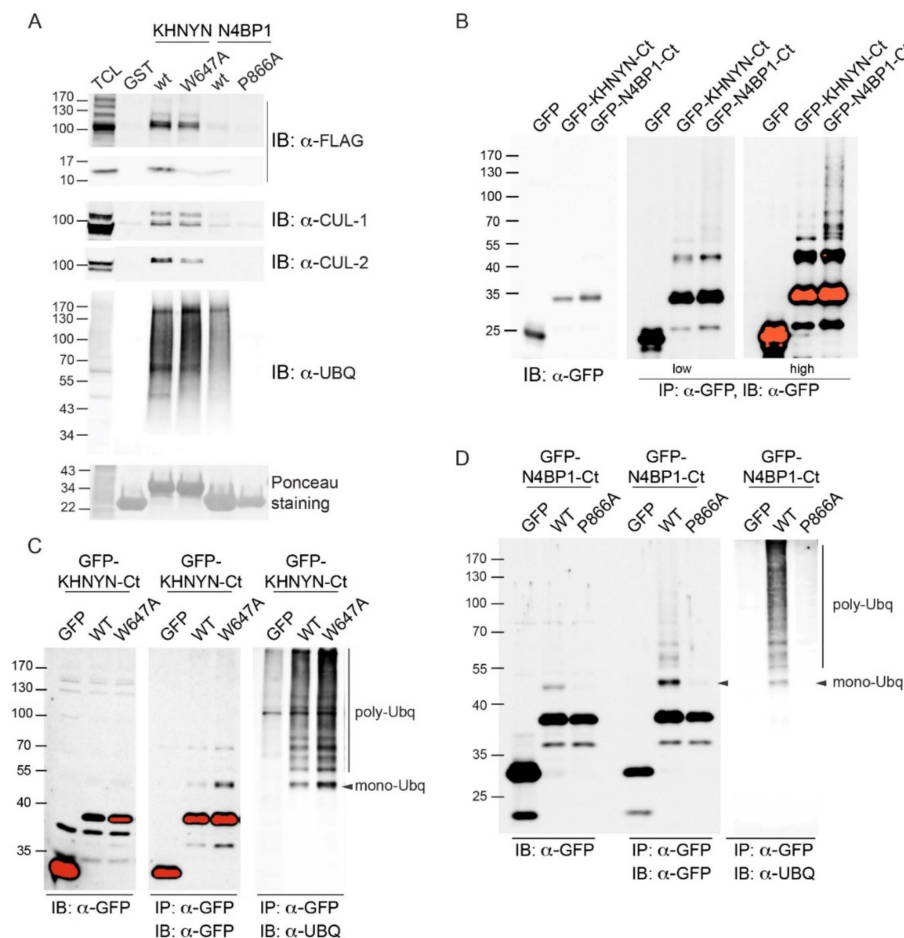 A
KHNYN N4BP1
TCL GST wt W647A wt P866A
170
130
100
IB: α-FLAG
17
10
100
IB: α-CUL-1
100
IB: α-CUL-2
170
130
100
70
55
43
34
IB: α-UBQ
43
34
22
Ponceau
staining
B
GFP GFP-KHNYN-Ct GFP-N4BP1-Ct GFP GFP-KHNYN-Ct GFP-N4BP1-Ct GFP GFP-KHNYN-Ct GFP-N4BP1-Ct
170
130
100
70
55
40
35
25
low high
IB: α-GFP IP: α-GFP, IB: α-GFP
C
GFP- GFP- GFP-
KHNYN-Ct KHNYN-Ct KHNYN-Ct
GFP WT W647A GFP WT W647A GFP WT W647A
170
130
100
70
55
40
35
poly-Ubq
mono-Ubq
IB: α-GFP IP: α-GFP IP: α-GFP
IB: α-GFP IB: α-UBQ
D
GFP- GFP- GFP-
N4BP1-Ct N4BP1-Ct N4BP1-Ct
GFP WT P866A GFP WT P866A GFP WT P866A
170
130
100
70
55
40
35
25
poly-Ubq
mono-Ubq
IB: α-GFP IP: α-GFP IP: α-GFP
IB: α-GFP IB: α-UBQ